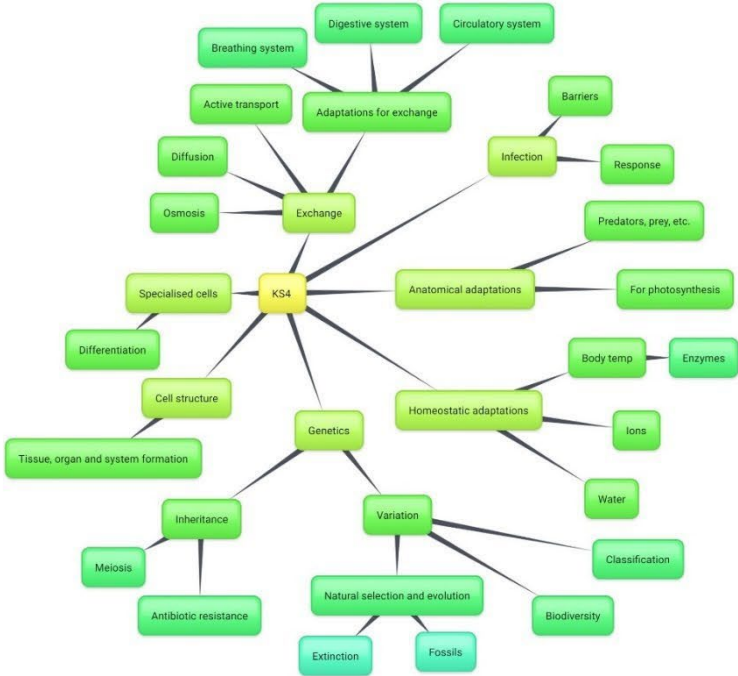 Digestive system
Circulatory system
Breathing system
Barriers
Active transport
Adaptations for exchange
Infection
Response
Diffusion
Osmosis
Exchange
Predators, prey, etc.
Specialised cells
KS4
Anatomical adaptations
For photosynthesis
Differentiation
Body temp
Enzymes
Cell structure
Homeostatic adaptations
Genetics
Ions
Tissue, organ and system formation
Water
Inheritance
Variation
Classification
Meiosis
Natural selection and evolution
Antibiotic resistance
Biodiversity
Extinction
Fossils